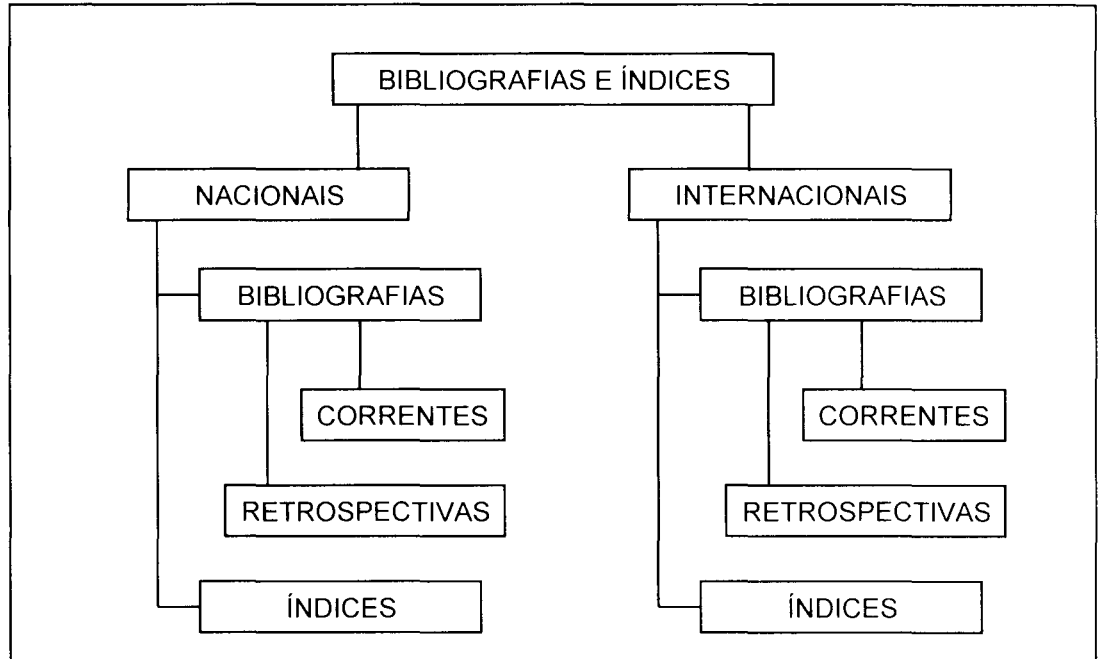 BIBLIOGRAFIAS E ÍNDICES
NACIONAIS
INTERNACIONAIS
BIBLIOGRAFIAS
BIBLIOGRAFIAS
CORRENTES
CORRENTES
RETROSPECTIVAS
RETROSPECTIVAS
ÍNDICES
ÍNDICES